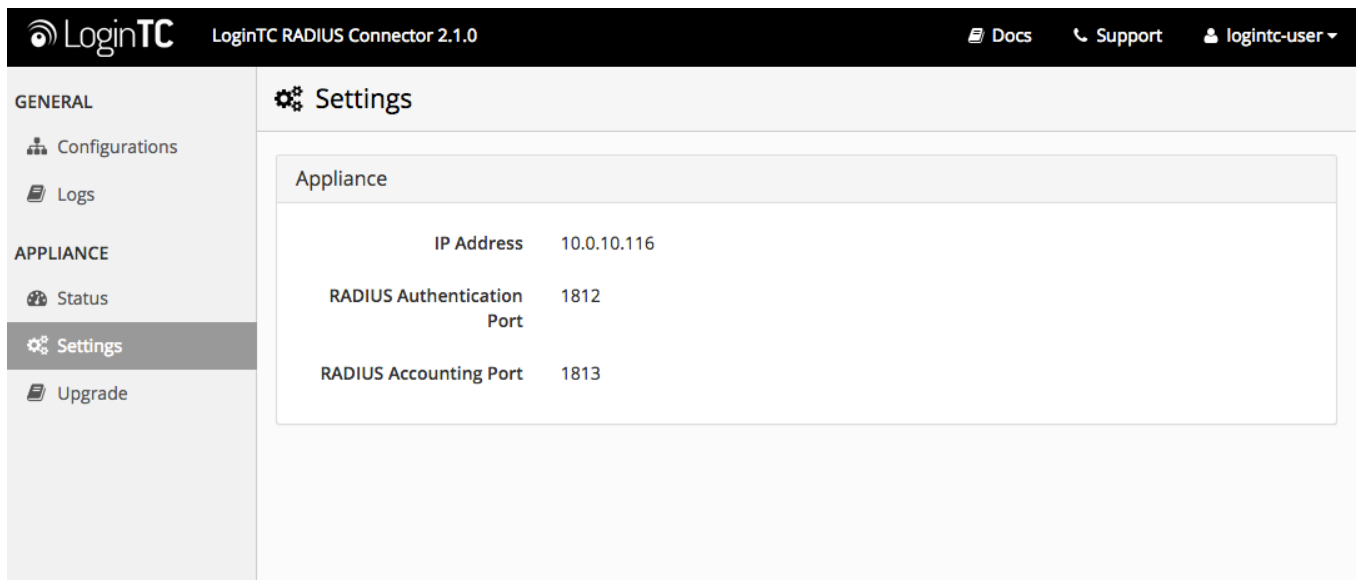 LoginTC LoginTC RADIUS Connector 2.1.0 Docs Support logintc-user
GENERAL
Configurations
Logs
APPLIANCE
Status
Settings
Upgrade
Settings
Appliance
IP Address 10.0.10.116
RADIUS Authentication 1812
Port
RADIUS Accounting Port 1813